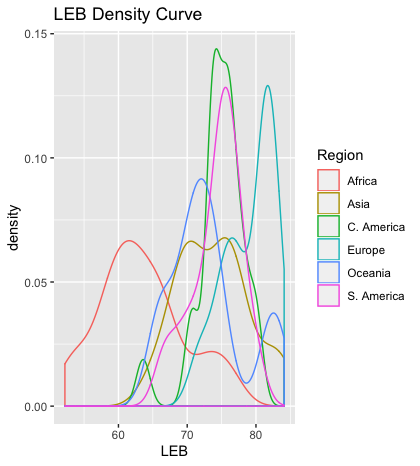 LEB Density Curve
0.15
0.10
0.05
0.00
density
60 70 80
LEB
Region
Africa
Asia
C. America
Europe
Oceania
S. America